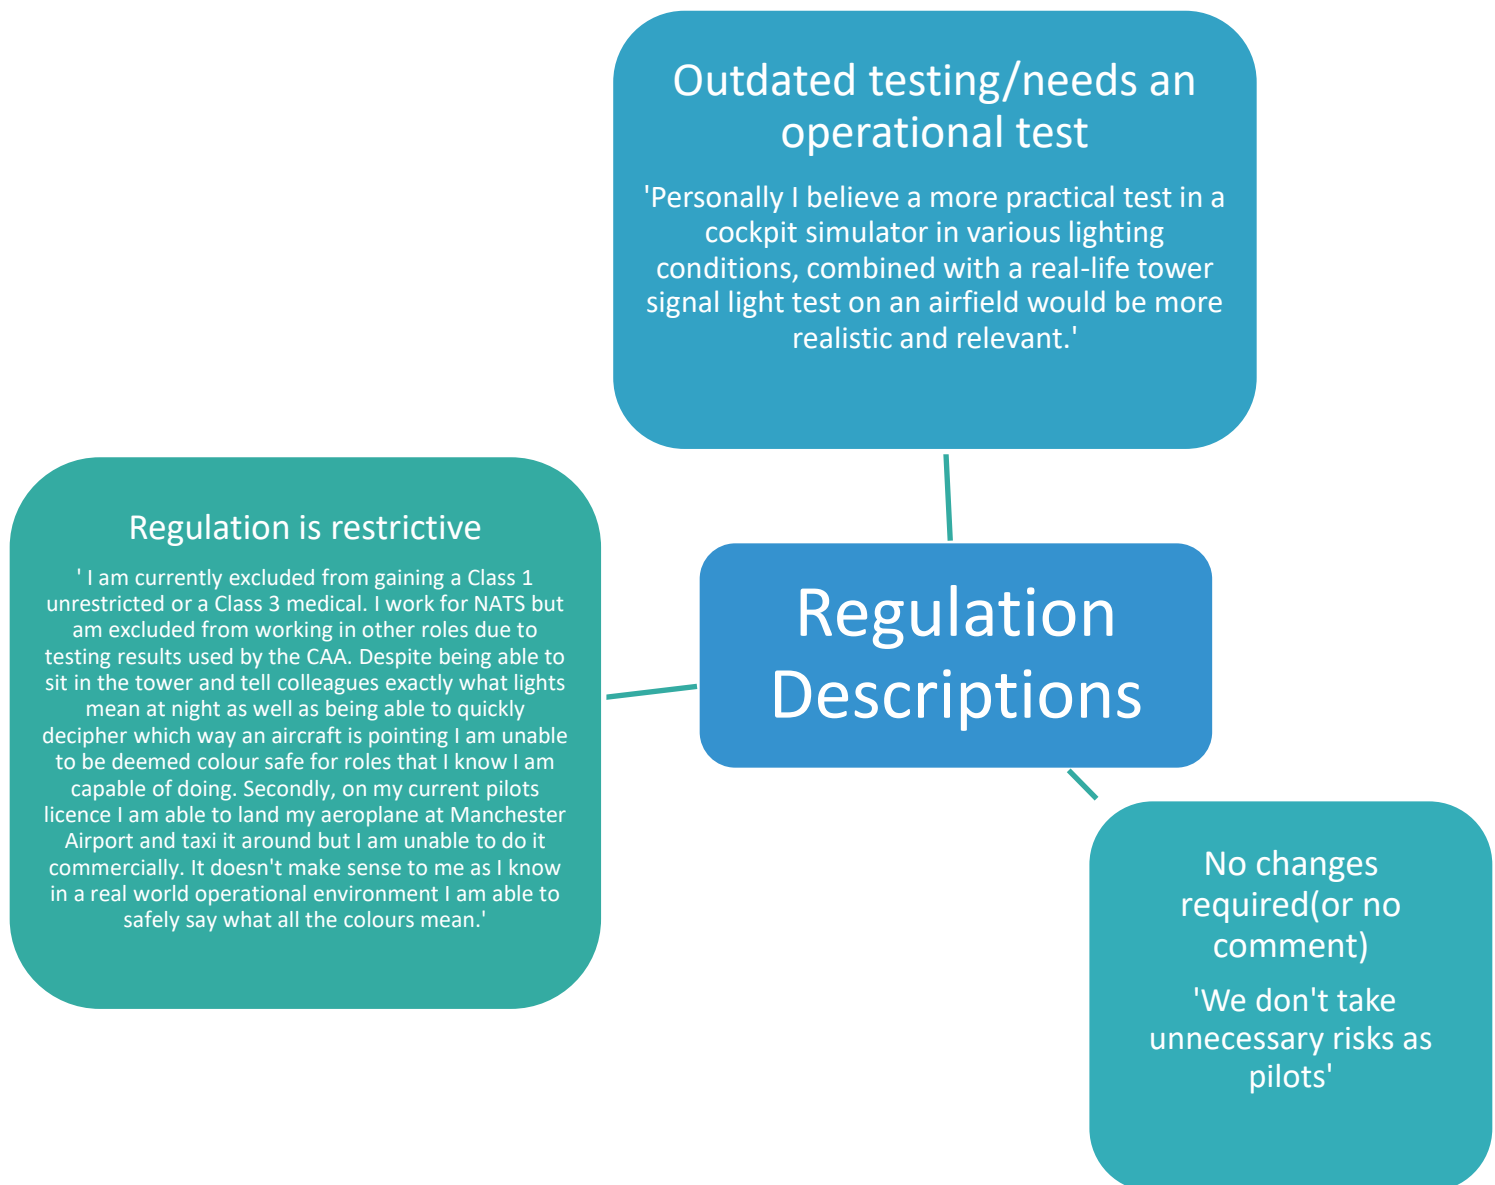 Outdated testing/needs an
operational test
'Personally I believe a more practical test in a
cockpit simulator in various lighting
conditions, combined with a real-life tower
signal light test on an airfield would be more
realistic and relevant.'
Regulation is restrictive
' I am currently excluded from gaining a Class 1
unrestricted or a Class 3 medical. I work for NATS but
am excluded from working in other roles due to
testing results used by the CAA. Despite being able to
sit in the tower and tell colleagues exactly what lights
mean at night as well as being able to quickly
decipher which way an aircraft is pointing I am unable
to be deemed colour safe for roles that I know I am
capable of doing. Secondly, on my current pilots
licence I am able to land my aeroplane at Manchester
Airport and taxi it around but I am unable to do it
commercially. It doesn't make sense to me as I know
in a real world operational environment I am able to
safely say what all the colours mean.'
Regulation
Descriptions
No changes
required(or no
comment)
'We don't take
unnecessary risks as
pilots'